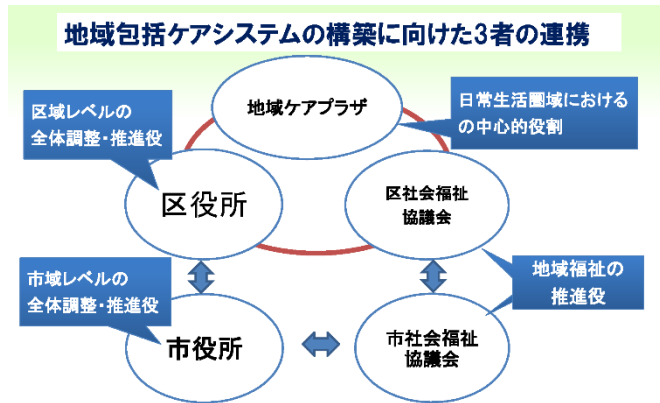 地域包括ケアシステムの構築に向けた3者の連携
地域ケアプラザ
日常生活圏域における
の中心的役割
区域レベルの
全体調整・推進役
区役所
区社会福祉
協議会
市域レベルの
全体調整・推進役
地域福祉の
推進役
市役所
市社会福祉
協議会